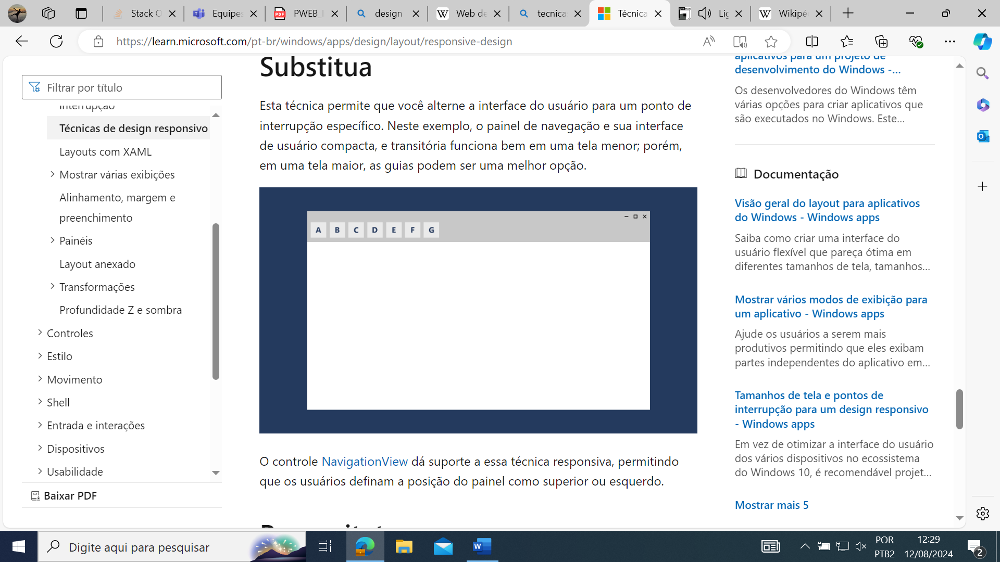 Stack O
Equipes
PWEB_
design
Web de
tecnica
Técnica
Lig
Wikipéd
https://learn.microsoft.com/pt-br/windows/apps/design/layout/responsive-design
Filtrar por título
interrupção
Técnicas de design responsivo
Layouts com XAML
Mostrar várias exibições
Alinhamento, margem e
preenchimento
Painéis
Layout anexado
Transformações
Profundidade Z e sombra
Controles
Estilo
Movimento
Shell
Entrada e interações
Dispositivos
Usabilidade
Baixar PDF
Substitua
Esta técnica permite que você alterne a interface do usuário para um ponto de
interrupção específico. Neste exemplo, o painel de navegação e sua interface
de usuário compacta, e transitória funciona bem em uma tela menor; porém,
em uma tela maior, as guias podem ser uma melhor opção.
A B C D E F G
O controle NavigationView dá suporte a essa técnica responsiva, permitindo
que os usuários definam a posição do painel como superior ou esquerdo.
aplicativos para um projeto de
desenvolvimento do Windows -...
Os desenvolvedores do Windows têm
várias opções para criar aplicativos que
são executados no Windows. Este...
Documentação
Visão geral do layout para aplicativos
do Windows - Windows apps
Saiba como criar uma interface do
usuário flexível que pareça ótima em
diferentes tamanhos de tela, tamanhos...
Mostrar vários modos de exibição para
um aplicativo - Windows apps
Ajude os usuários a serem mais
produtivos permitindo que eles exibam
partes independentes do aplicativo em...
Tamanhos de tela e pontos de
interrupção para um design responsivo
- Windows apps
Em vez de otimizar a interface do usuário
dos vários dispositivos no ecossistema
do Windows 10, é recomendável projet...
Mostrar mais 5
Digite aqui para pesquisar
POR
PTB2
12:29
12/08/2024
2